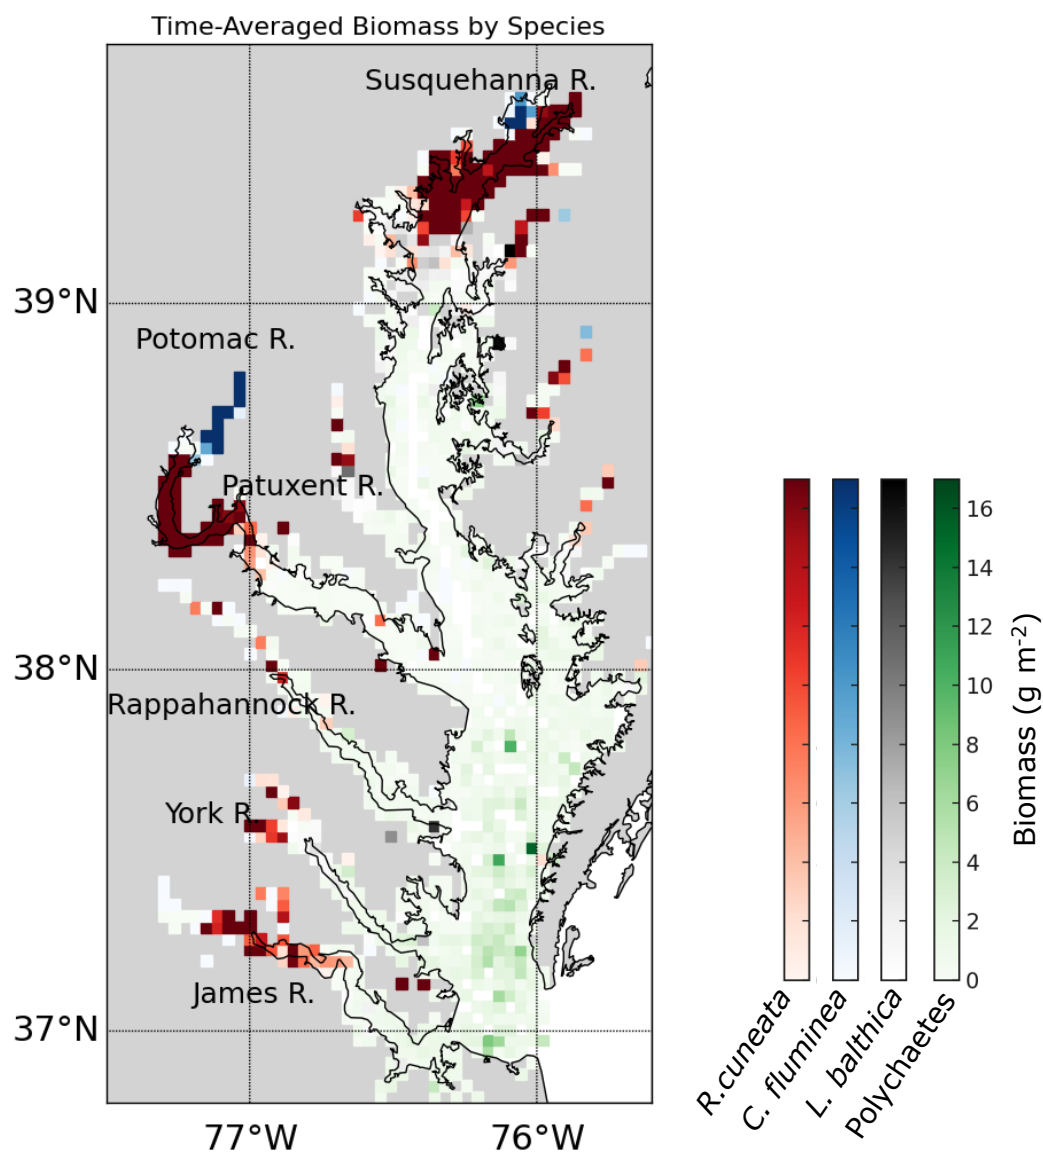 Time-Averaged Biomass by Species
Susquehanna R.
39°N
Potomac R.
Patuxent R.
38°N
Rappahannock R.
York R.
James R.
37°N
77°W
76°W
16
14
12
10
8
6
4
2
0
Biomass (g m-2)
R.cuneata
C. fluminea
L. balthica
Polychaetes